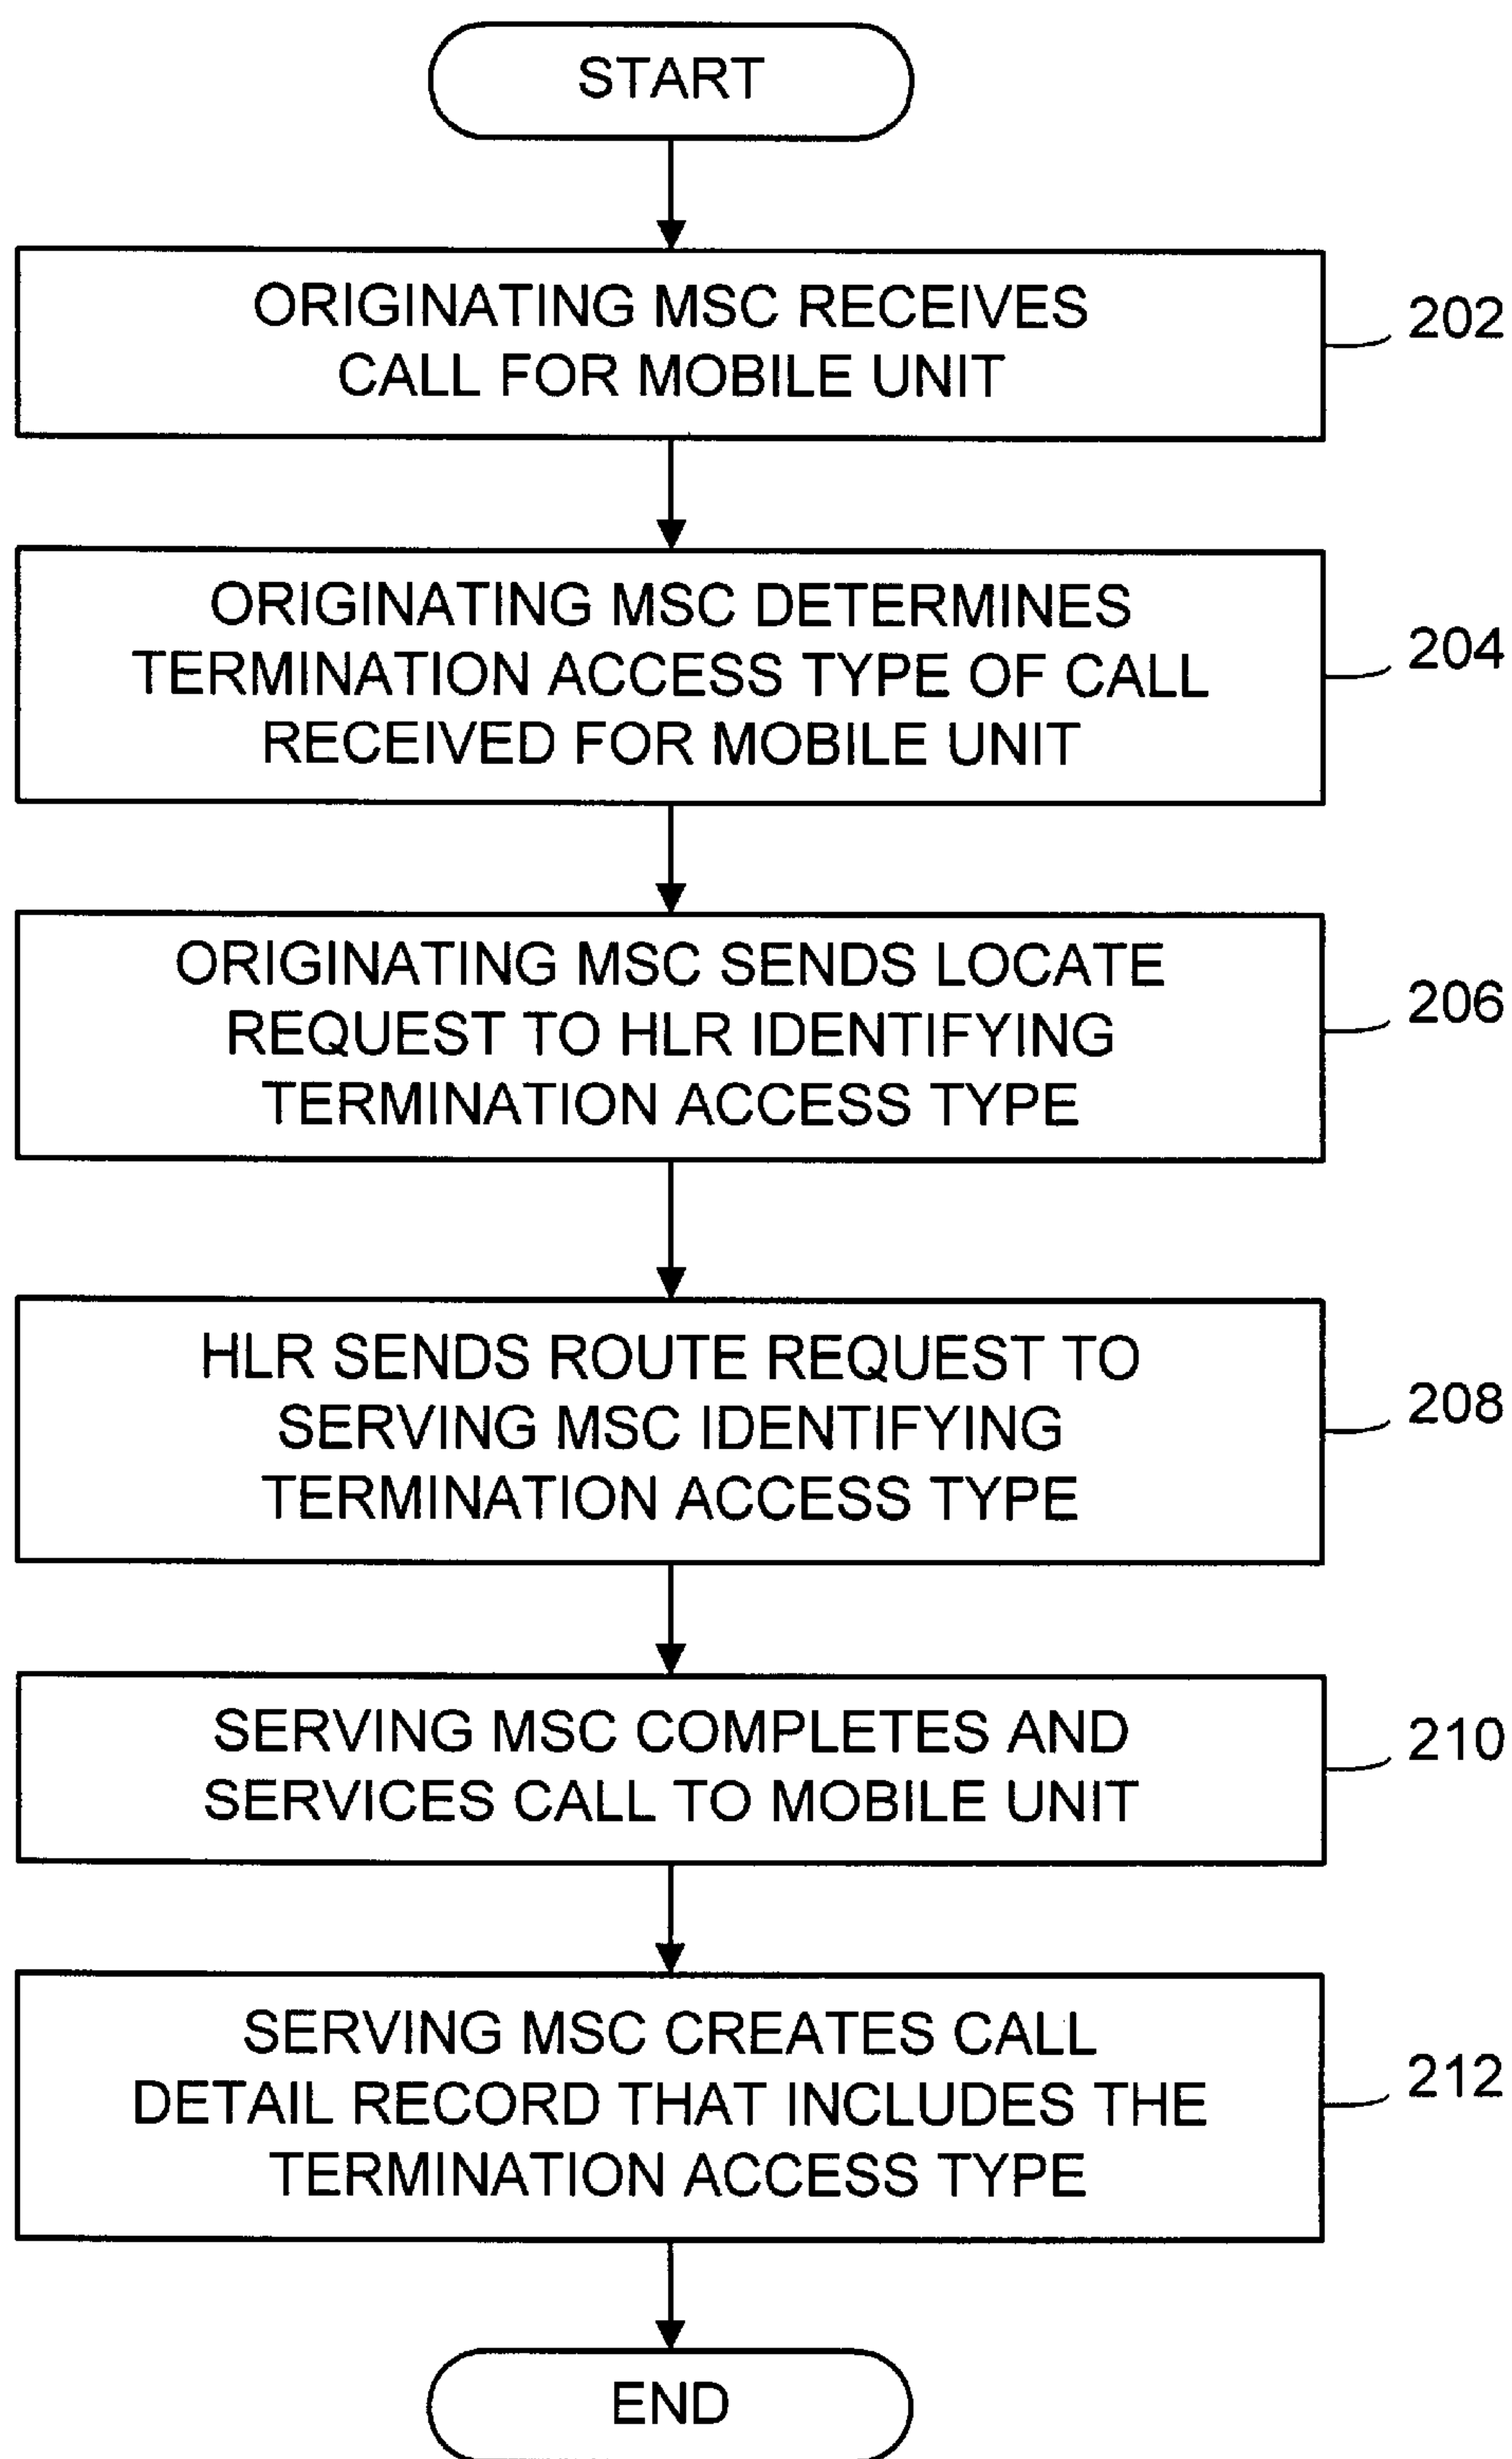 START
ORIGINATING MSC RECEIVES
CALL FOR MOBILE UNIT
202
ORIGINATING MSC DETERMINES
TERMINATION ACCESS TYPE OF CALL
RECEIVED FOR MOBILE UNIT
204
ORIGINATING MSC SENDS LOCATE
REQUEST TO HLR IDENTIFYING
TERMINATION ACCESS TYPE
206
HLR SENDS ROUTE REQUEST TO
SERVING MSC IDENTIFYING
TERMINATION ACCESS TYPE
208
SERVING MSC COMPLETES AND
SERVICES CALL TO MOBILE UNIT
210
SERVING MSC CREATES CALL
DETAIL RECORD THAT INCLUDES THE
TERMINATION ACCESS TYPE
212
END